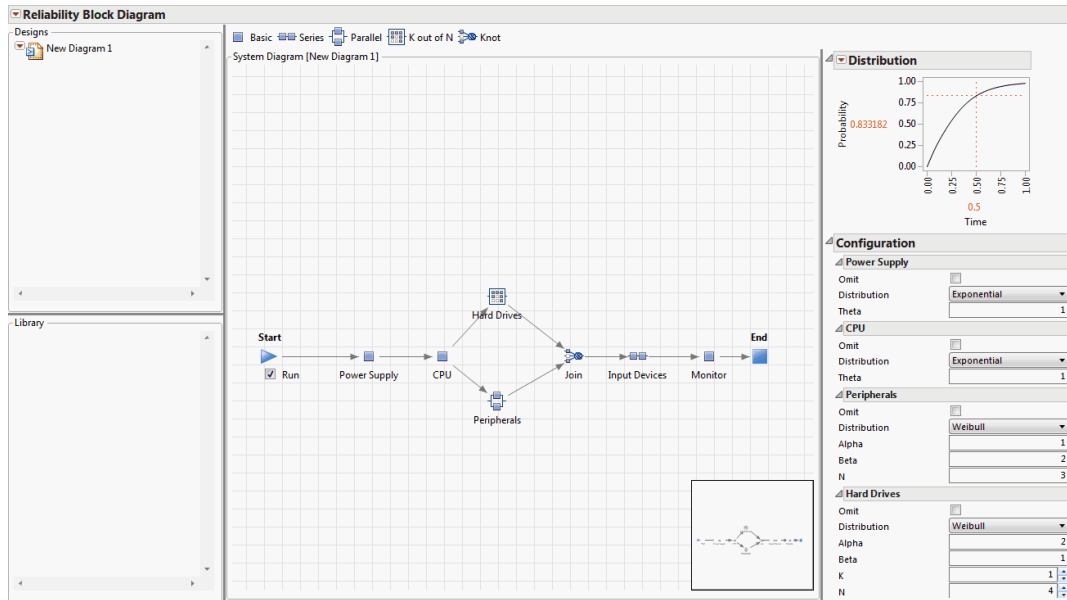 Reliability Block Diagram
Designs
New Diagram 1
Library
Basic Series Parallel K out of N Knot
System Diagram [New Diagram 1]
Hard Drives
Start
End
Run
Power Supply
CPU
Join
Input Devices
Monitor
Peripherals
Distribution
1.00
0.75
0.50
0.25
0.00
Probability
0.833182
0.00
0.25
0.50
0.75
1.00
0.5
Time
Configuration
Power Supply
Omit
Distribution Exponential
Theta 1
CPU
Omit
Distribution Exponential
Theta 1
Peripherals
Omit
Distribution Weibull
Alpha 1
Beta 2
N 3
Hard Drives
Omit
Distribution Weibull
Alpha 2
Beta 1
K 1
N 4